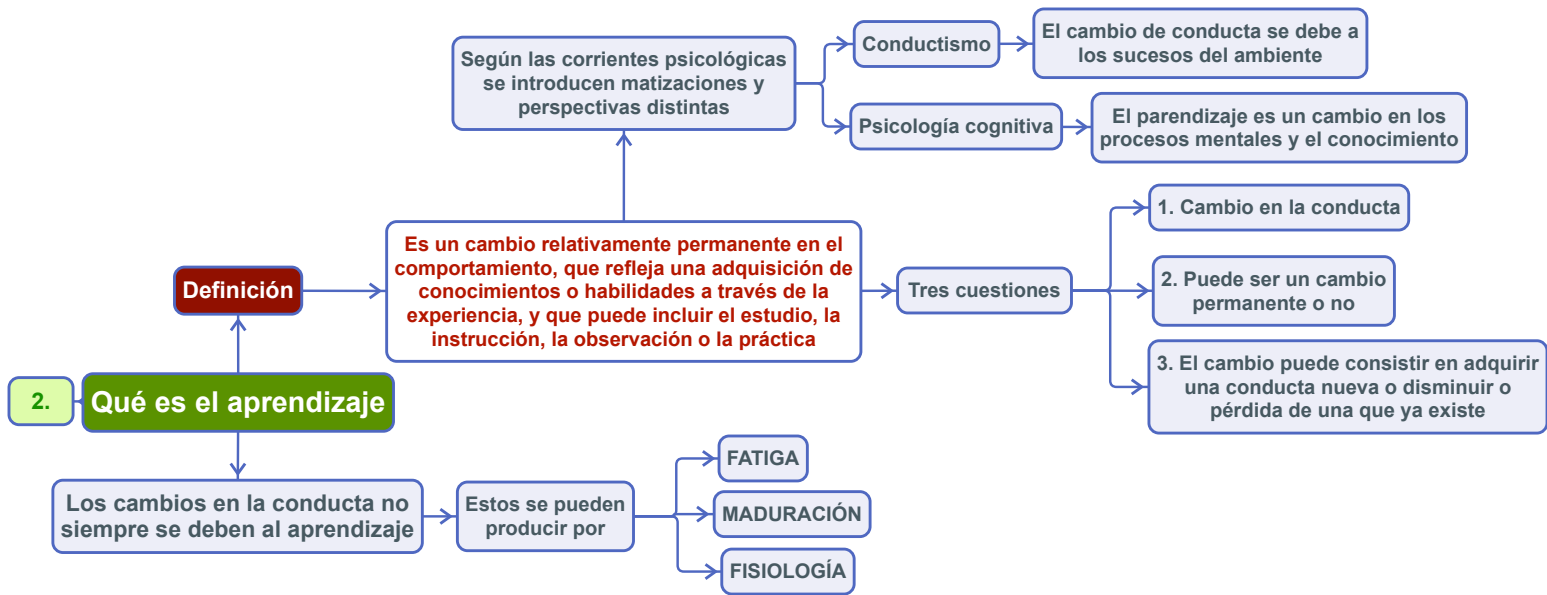 Según las corrientes psicológicas
se introducen matizaciones y
perspectivas distintas
Conductismo
El cambio de conducta se debe a
los sucesos del ambiente
Psicología cognitiva
El parendizaje es un cambio en los
procesos mentales y el conocimiento
Definición
Es un cambio relativamente permanente en el
comportamiento, que refleja una adquisición de
conocimientos o habilidades a través de la
experiencia, y que puede incluir el estudio, la
instrucción, la observación o la práctica
Tres cuestiones
1. Cambio en la conducta
2. Puede ser un cambio
permanente o no
3. El cambio puede consistir en adquirir
una conducta nueva o disminuir o
pérdida de una que ya existe
2.
Qué es el aprendizaje
Los cambios en la conducta no
siempre se deben al aprendizaje
Estos se pueden
producir por
FATIGA
MADURACIÓN
FISIOLOGÍA